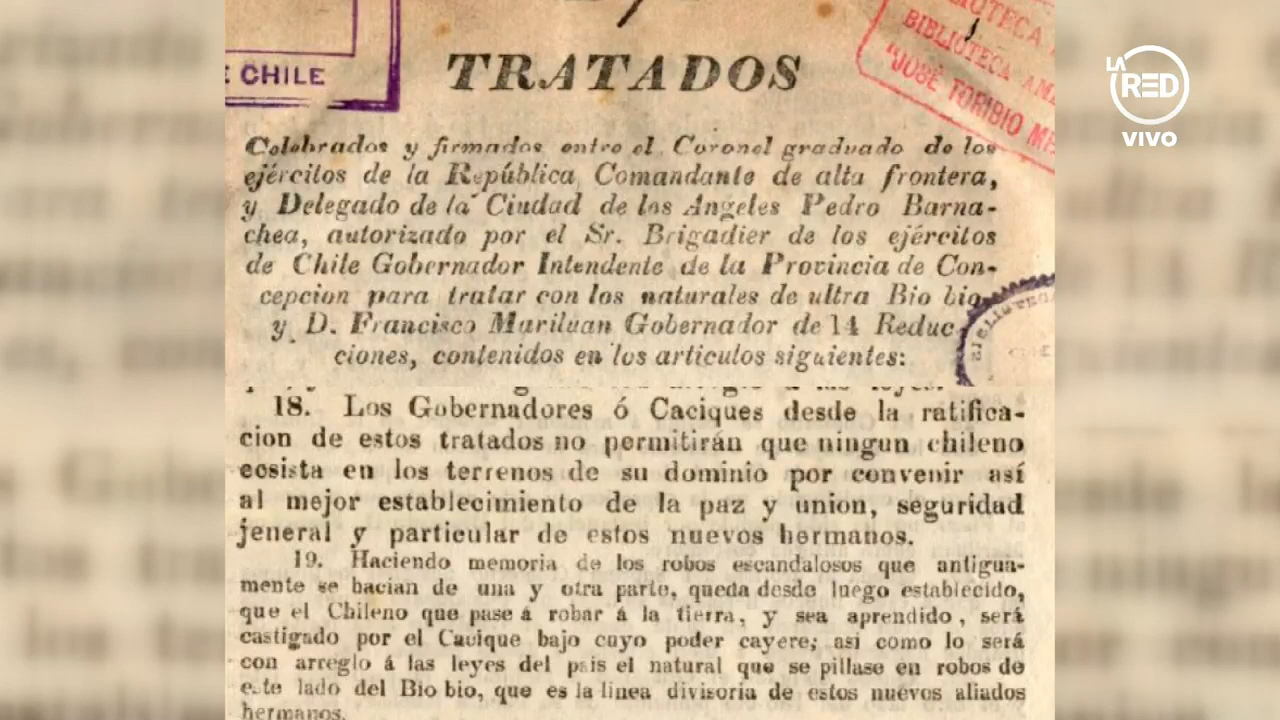 E CHILE
BIBLIOTECA AM
"JOSÉ TORIBIO ME
LA
RED
VIVO
TRATADOS
Celebrados y firmados entre el Coronel graduado de los
ejércitos de la República Comandante de alta frontera,
y Delegado de la Ciudad de los Angeles Pedro Barna-
chea, autorizado por el Sr. Brigadier de los ejércitos
de Chile Gobernador Intendente de la Provincia de Con-
cepcion para tratar con los naturales de ultra Bio bio
y D. Francisco Mariluan Gobernador de 14 Reduc-
ciones, contenidos en los articulos siguientes:
18. Los Gobernadores ó Caciques desde la ratifica-
cion de estos tratados no permitirán que ningun chileno
ecsista en los terrenos de su dominio por convenir así
al mejor establecimiento de la paz y union, seguridad
jeneral y particular de estos nuevos hermanos.
19. Haciendo memoria de los robos escandalosos que antigua-
mente se hacian de una y otra parte, queda desde luego establecido,
que el Chileno que pase á robar á la tierra, y sea aprendido, será
castigado por el Cacique bajo cuyo poder cayere; asi como lo será
con arreglo á las leyes del pais el natural que se pillase en robos de
este lado del Bio bio, que es la linea divisoria de estos nuevos aliados
hermanos.